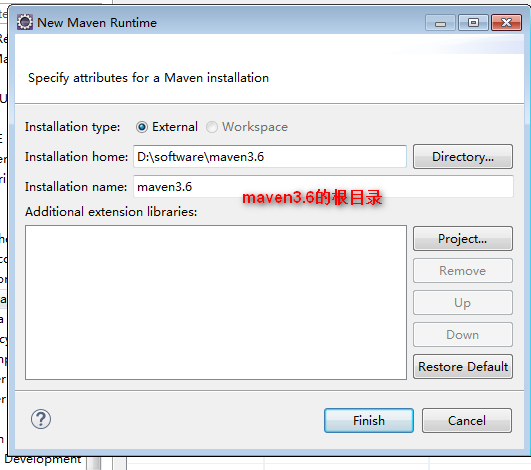 New Maven Runtime
Specify attributes for a Maven installation
Installation type: External Workspace
Installation home: D:\software\maven3.6 Directory...
Installation name: maven3.6
maven3.6的根目录
Additional extension libraries:
Project...
Remove
Up
Down
Restore Default
? Finish Cancel
Development